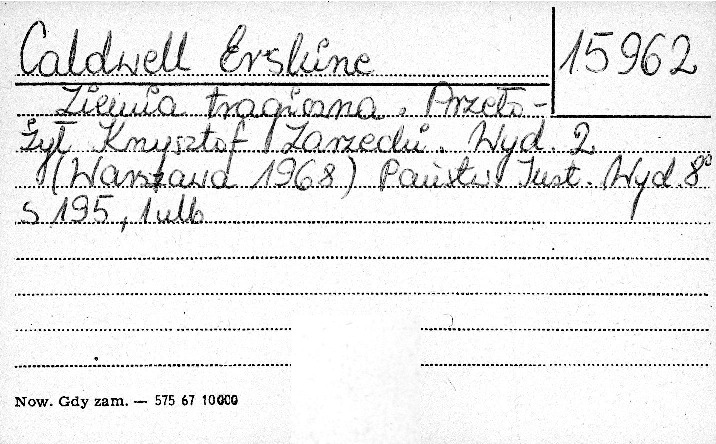 Caldwell Erskine
15962
Ziemia tragiczna. Przeło-
żył Krzysztof Zarzecki. Wyd. 2
(Warszawa 1968) Państw. Inst. Wyd. 8°
s 195, 1 ulb
Now. Gdy zam. — 575 67 10000